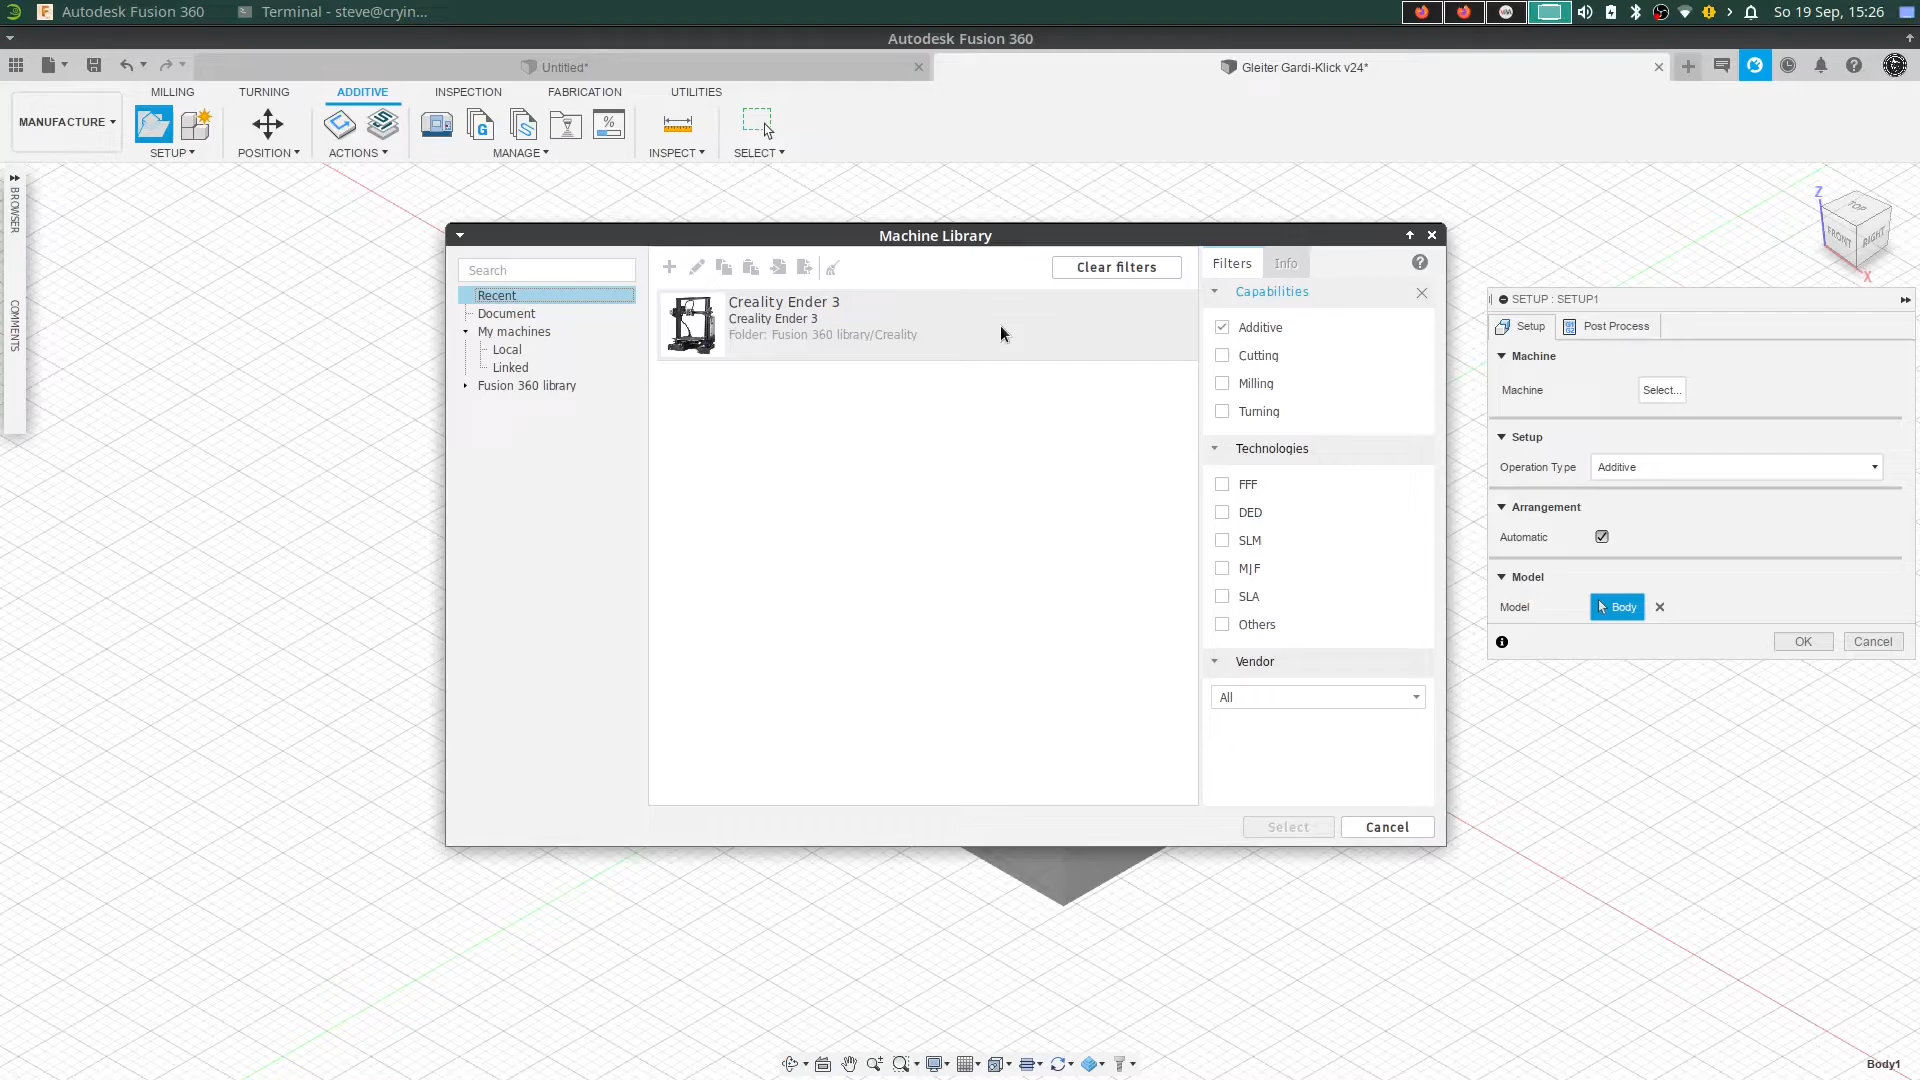 Autodesk Fusion 360
Terminal - steve@cryin...
So 19 Sep, 15:26
Autodesk Fusion 360
Untitled*
Gleiter Gardi-Klick v24*
MILLING
TURNING
ADDITIVE
INSPECTION
FABRICATION
UTILITIES
MANUFACTURE
SETUP
POSITION
ACTIONS
MANAGE
INSPECT
SELECT
BROWSER
COMMENTS
TOP
FRONT
RIGHT
Z
X
Machine Library
Search
Recent
Document
My machines
Local
Linked
Fusion 360 library
Clear filters
Creality Ender 3
Creality Ender 3
Folder: Fusion 360 library/Creality
Filters
Info
Capabilities
Additive
Cutting
Milling
Turning
Technologies
FFF
DED
SLM
MJF
SLA
Others
Vendor
All
Select
Cancel
SETUP : SETUP1
Setup
Post Process
Machine
Machine
Select...
Setup
Operation Type
Additive
Arrangement
Automatic
Model
Model
Body
OK
Cancel
Body1